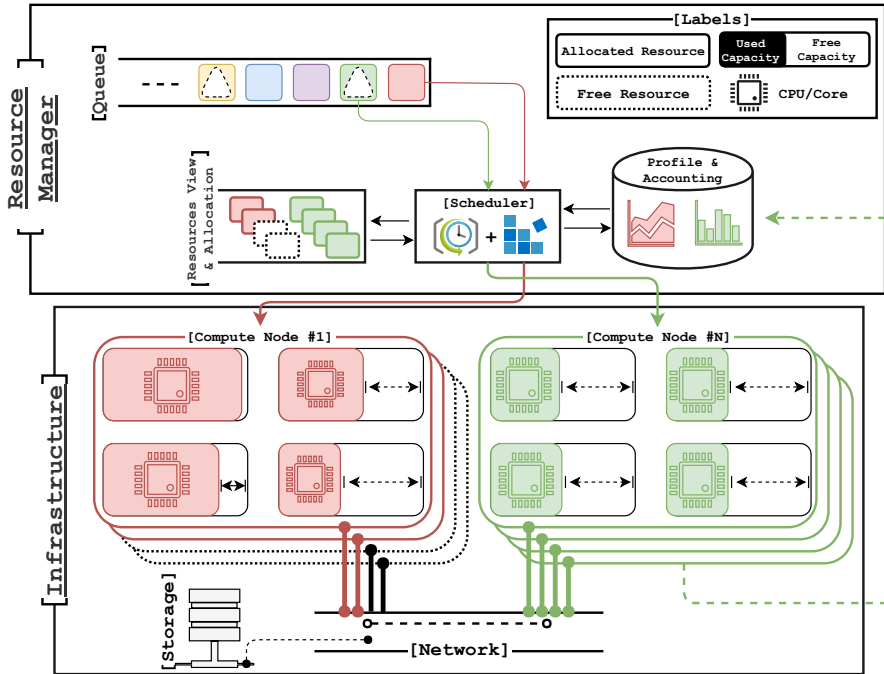 [Labels]
Allocated Resource
Used
Capacity
Free
Capacity
Free Resource
CPU/Core
Resource
Manager
[Queue]
[Resources View
& Allocation]
[Scheduler]
+
Profile &
Accounting
Infrastructure
[Compute Node #1]
[Compute Node #N]
[Storage]
[Network]